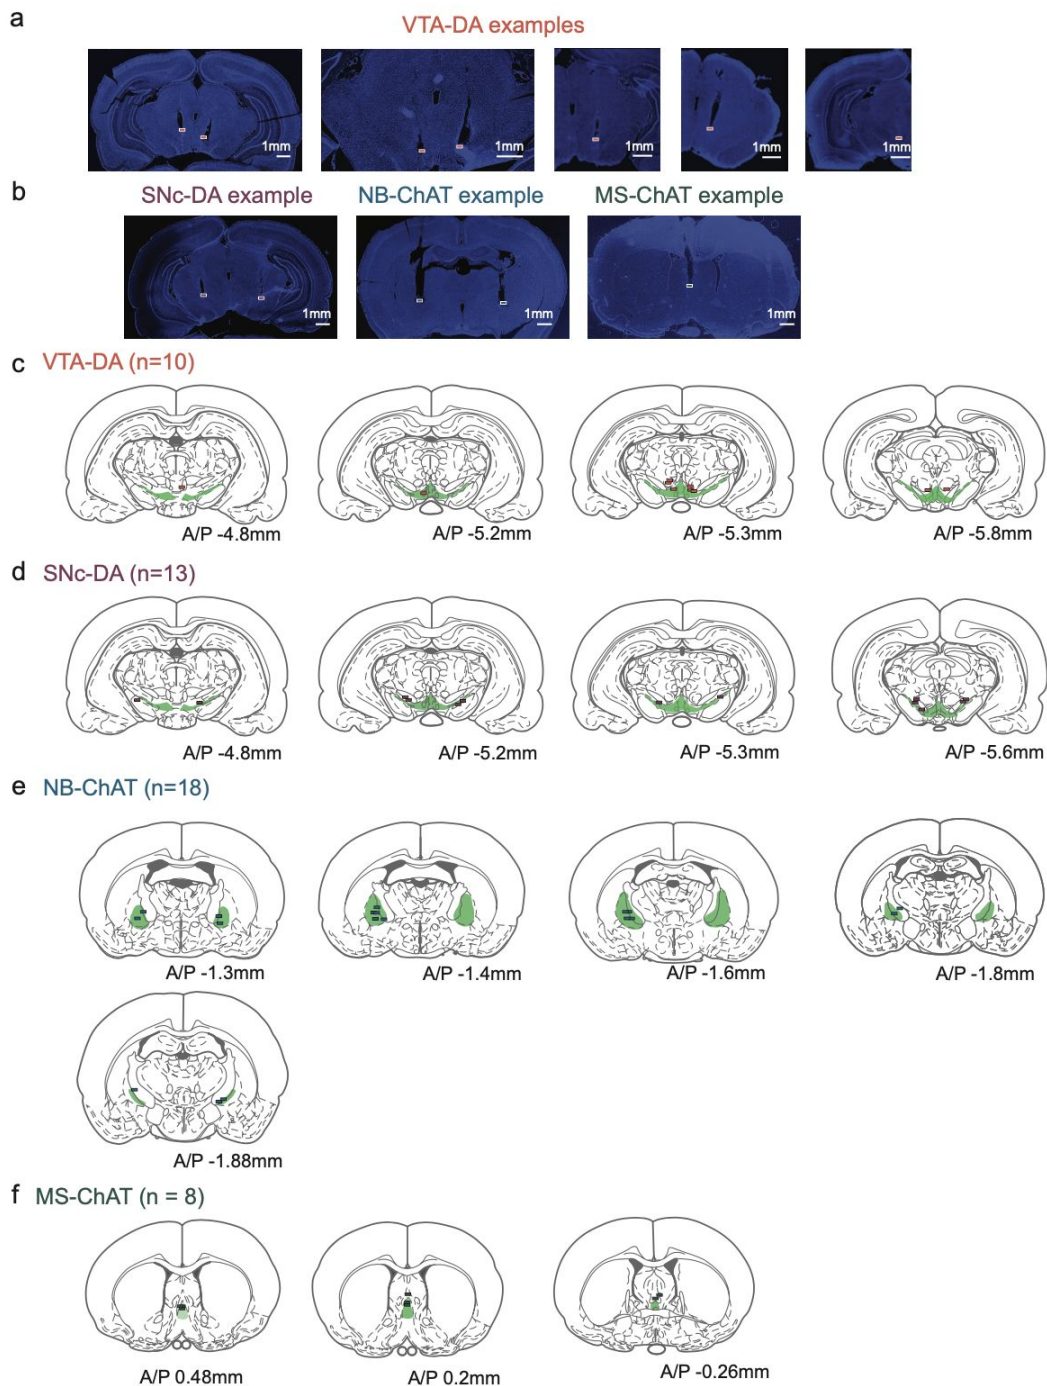 a
VTA-DA examples
1mm
1mm
1mm
1mm
1mm
b
SNc-DA example
NB-ChAT example
MS-ChAT example
1mm
1mm
1mm
c
VTA-DA (n=10)
A/P -4.8mm
A/P -5.2mm
A/P -5.3mm
A/P -5.8mm
d
SNc-DA (n=13)
A/P -4.8mm
A/P -5.2mm
A/P -5.3mm
A/P -5.6mm
e
NB-ChAT (n=18)
A/P -1.3mm
A/P -1.4mm
A/P -1.6mm
A/P -1.8mm
A/P -1.88mm
f
MS-ChAT (n = 8)
A/P 0.48mm
A/P 0.2mm
A/P -0.26mm